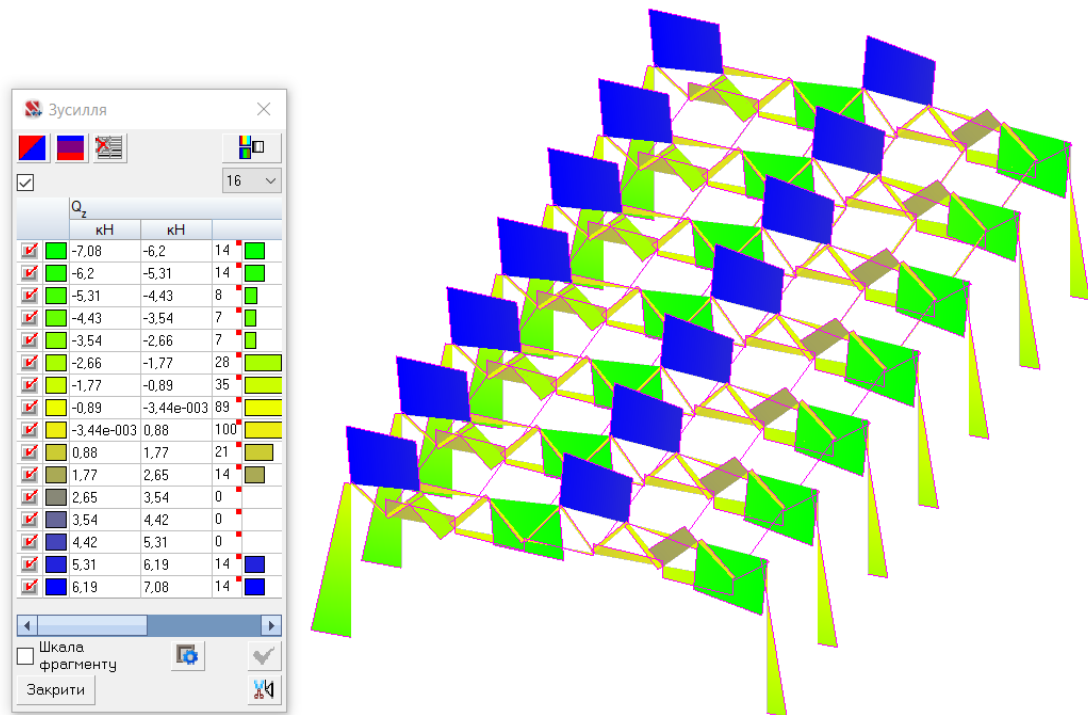 Зусилля
16
Qz
кН кН
-7,08 -6,2 14
-6,2 -5,31 14
-5,31 -4,43 8
-4,43 -3,54 7
-3,54 -2,66 7
-2,66 -1,77 28
-1,77 -0,89 35
-0,89 -3,44e-003 89
-3,44e-003 0,88 100
0,88 1,77 21
1,77 2,65 14
2,65 3,54 0
3,54 4,42 0
4,42 5,31 0
5,31 6,19 14
6,19 7,08 14
Шкала
фрагменту
Закрити